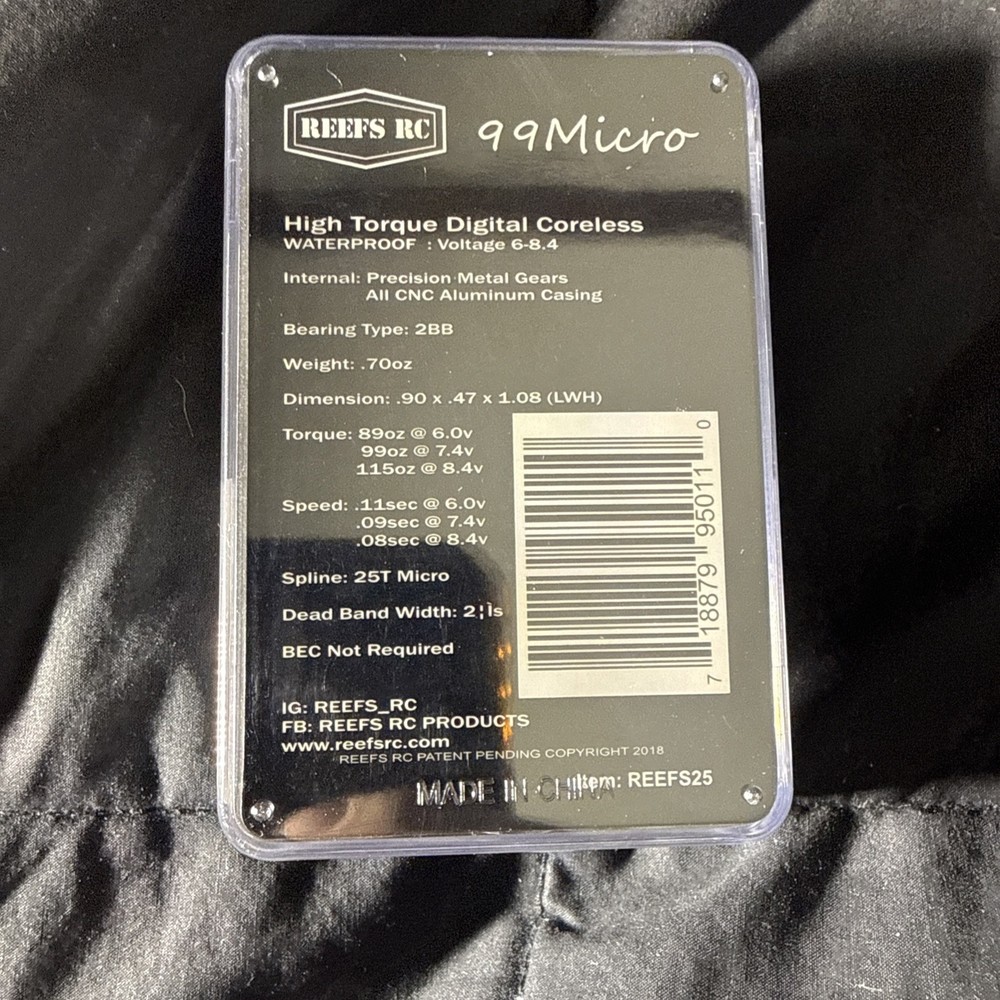 REEFS RC 99Micro
High Torque Digital Coreless
WATERPROOF : Voltage 6-8.4
Internal: Precision Metal Gears
All CNC Aluminum Casing
Bearing Type: 2BB
Weight: .70oz
Dimension: .90 x .47 x 1.08 (LWH)
Torque: 89oz @ 6.0v
99oz @ 7.4v
115oz @ 8.4v
Speed: .11sec @ 6.0v
.09sec @ 7.4v
.08sec @ 8.4v
Spline: 25T Micro
Dead Band Width: 2¦Ìs
BEC Not Required
7 18879 95011 0
IG: REEFS_RC
FB: REEFS RC PRODUCTS
www.reefsrc.com
REEFS RC PATENT PENDING COPYRIGHT 2018
Item: REEFS25
MADE IN CHINA